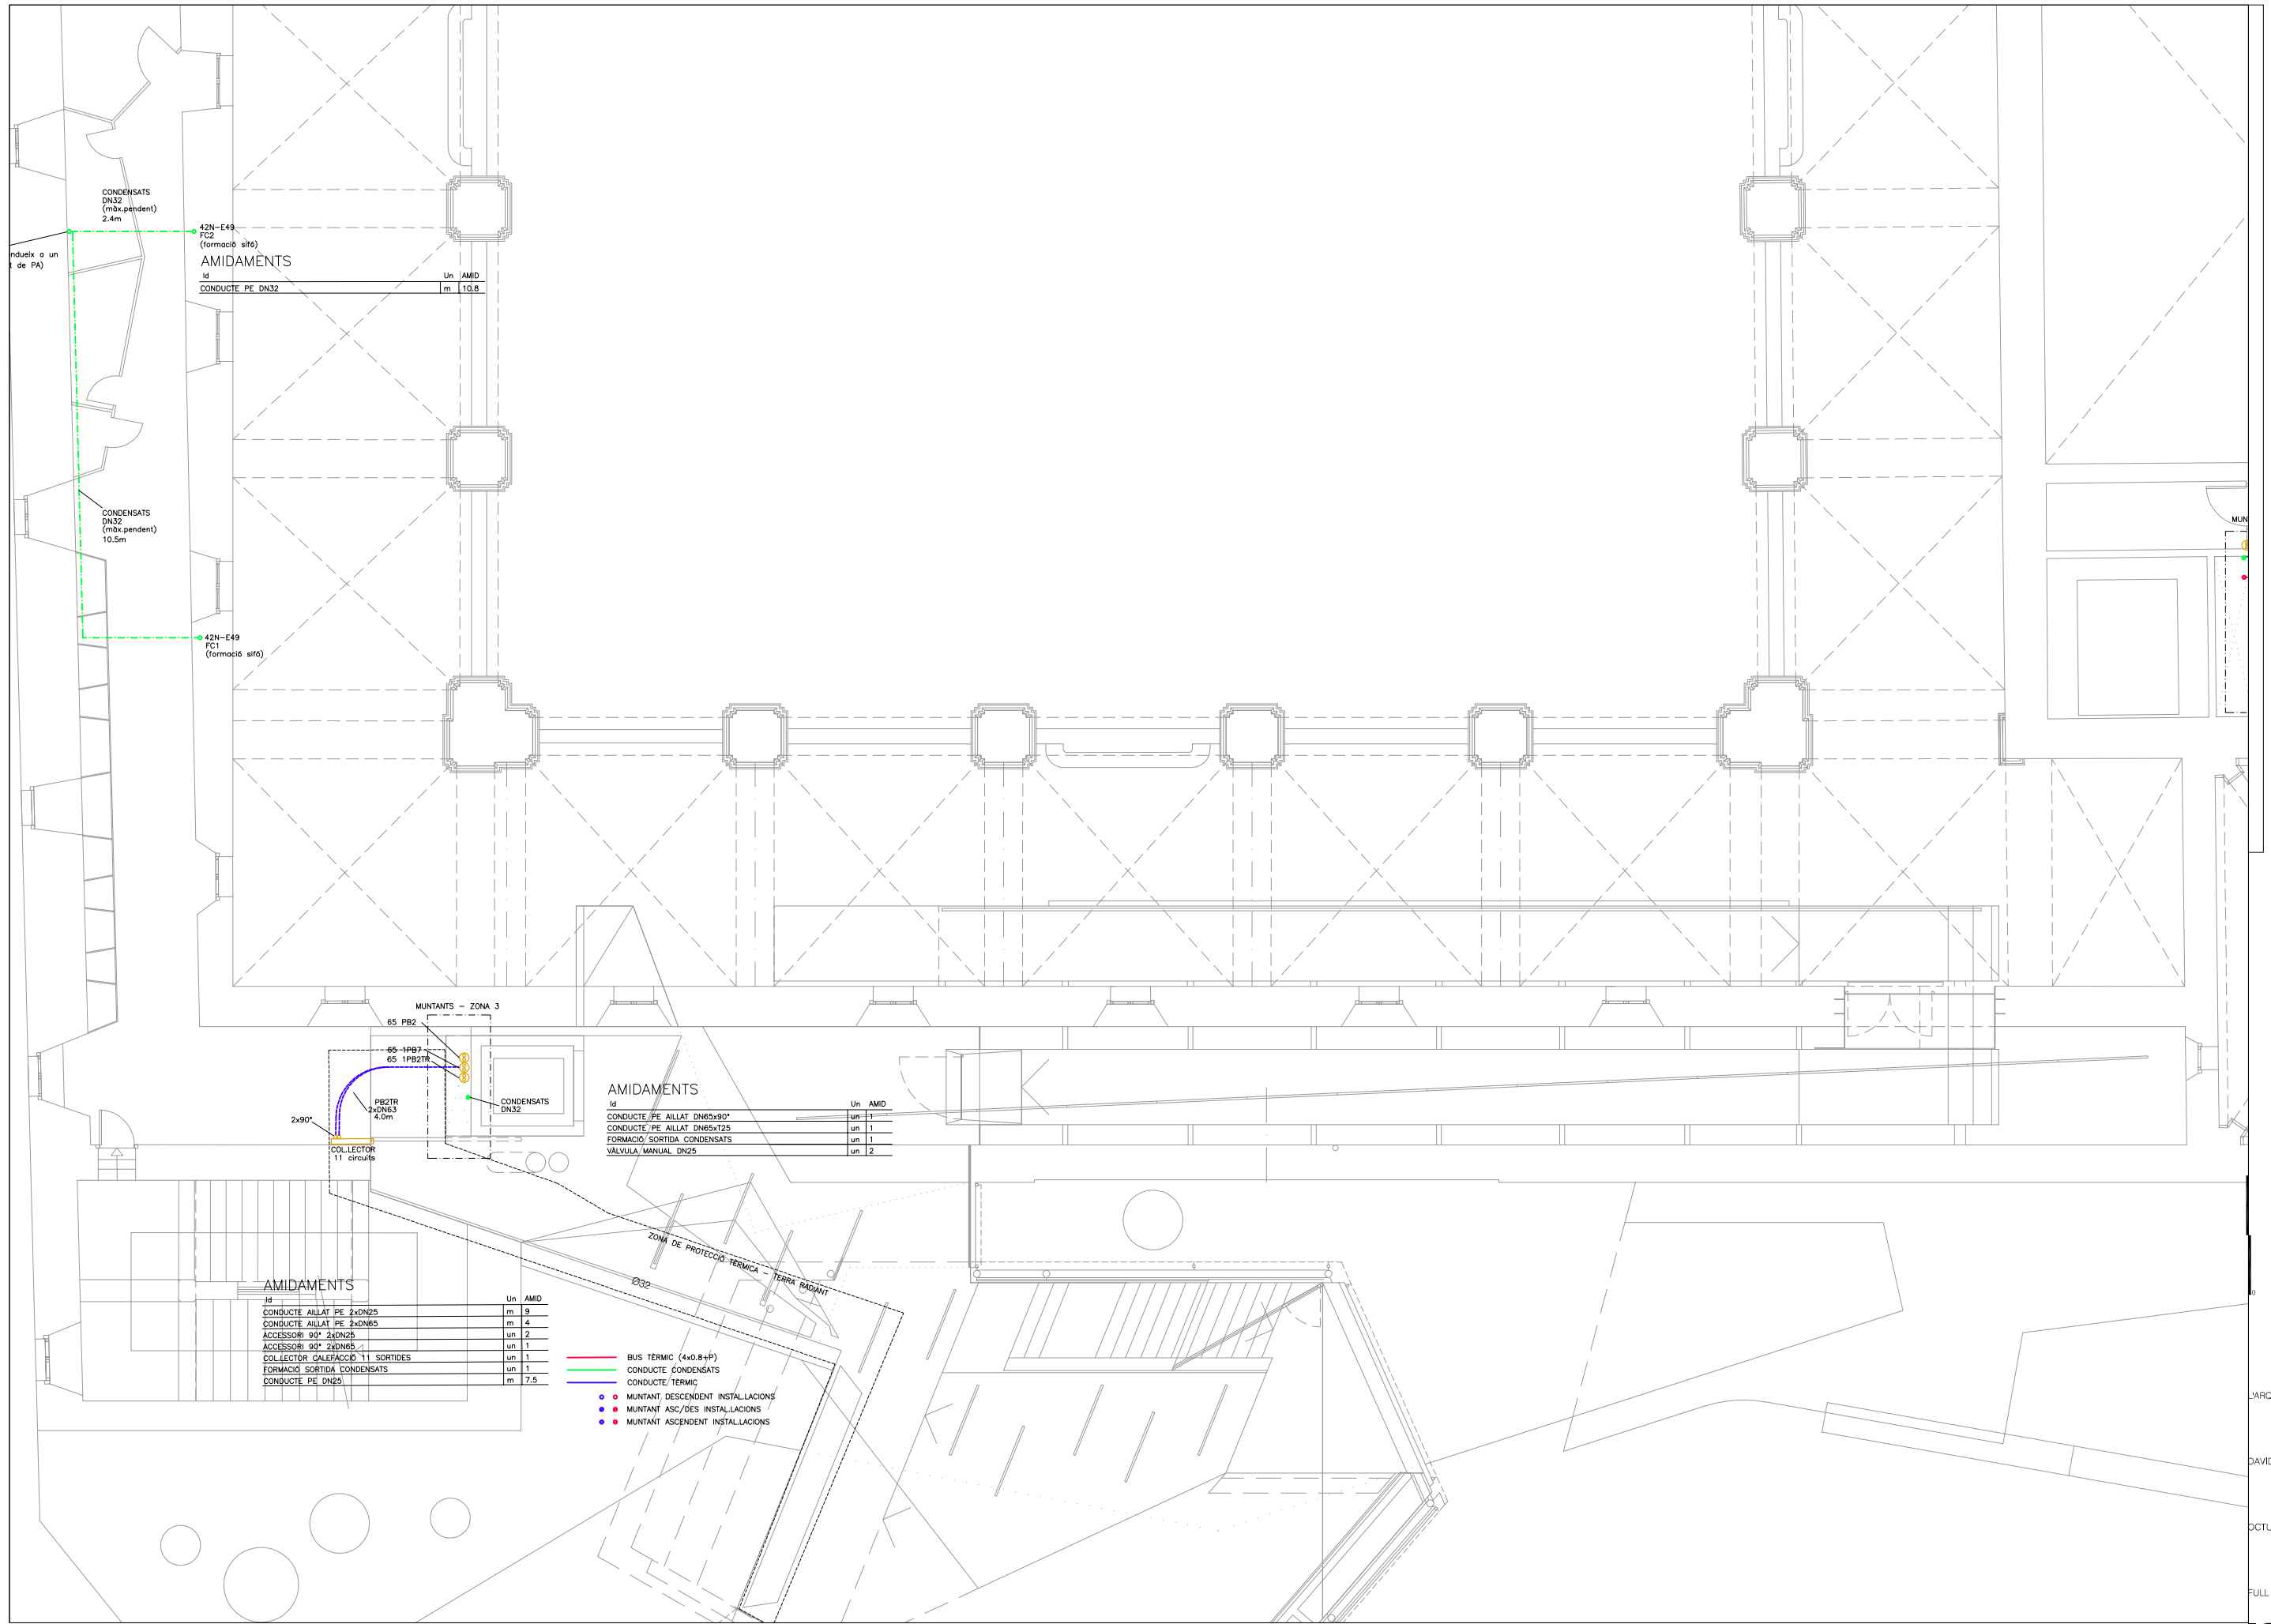 CONDENSATS
DN32
(màx.pendent)
2.4m
42N-E49
FC2
(formació sifó)
ndueix a un
t de PA)
AMIDAMENTS
Id Un AMID
CONDUCTE PE DN32 m 10.8
CONDENSATS
DN32
(màx.pendent)
10.5m
MUN
42N-E49
FC1
(formació sifó)
MUNTANTS - ZONA 3
65 PB2
65 1PB7
65 1PB2TR
PB2TR
2xDN63
4.0m
2x90°
COL.LECTOR
11 circuits
CONDENSATS
DN32
AMIDAMENTS
Id Un AMID
CONDUCTE PE AILLAT DN65x90° un 1
CONDUCTE PE AILLAT DN65xT25 un 1
FORMACIÓ SORTIDA CONDENSATS un 1
VÀLVULA MANUAL DN25 un 2
ZONA DE PROTECCIÓ TÈRMICA - TERRA RADIANT
Ø32
AMIDAMENTS
Id Un AMID
CONDUCTE AILLAT PE 2xDN25 m 9
CONDUCTE AILLAT PE 2xDN65 m 4
ACCESSORI 90° 2xDN25 un 2
ACCESSORI 90° 2xDN65 un 1
COL.LECTOR CALEFACCIÓ 11 SORTIDES un 1
FORMACIÓ SORTIDA CONDENSATS un 1
CONDUCTE PE DN25 m 7.5
BUS TÈRMIC (4x0.8+P)
CONDUCTE CONDENSATS
CONDUCTE TÈRMIC
MUNTANT DESCENDENT INSTAL.LACIONS
MUNTANT ASC/DES INSTAL.LACIONS
MUNTANT ASCENDENT INSTAL.LACIONS
0
L'ARQ
DAVID
OCTU
FULL